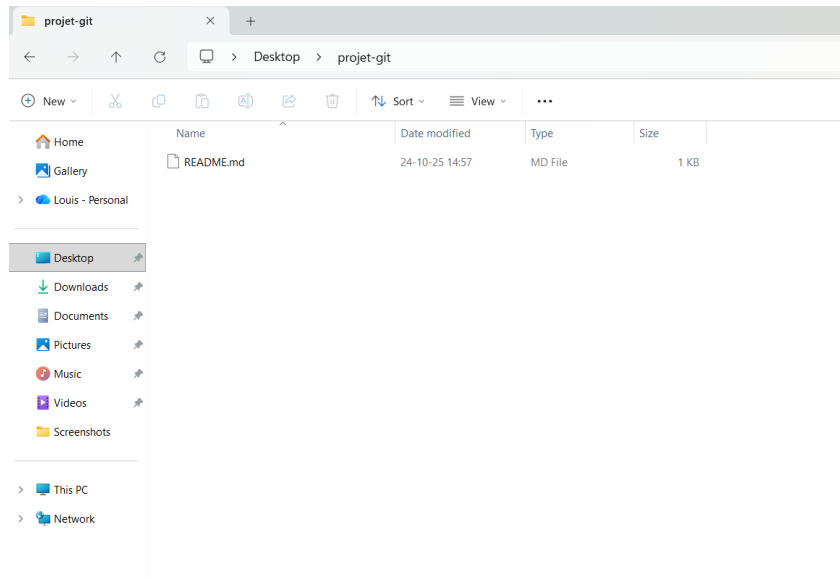 projet-git
Desktop projet-git
New Sort View
Name Date modified Type Size
README.md 24-10-25 14:57 MD File 1 KB
Home
Gallery
Louis - Personal
Desktop
Downloads
Documents
Pictures
Music
Videos
Screenshots
This PC
Network